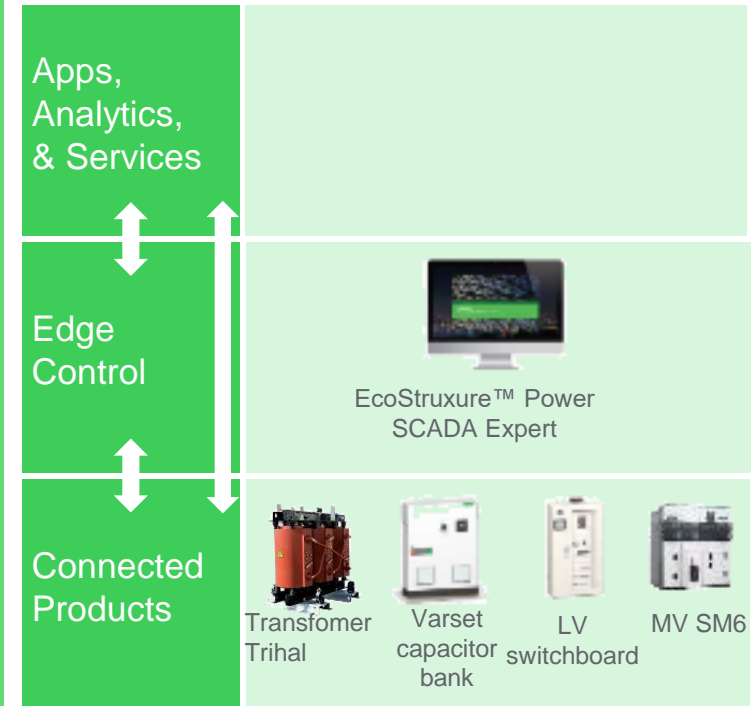 Apps,
Analytics,
& Services
Edge
Control
EcoStruxure™ Power
SCADA Expert
Connected
Products
Transfomer
Trihal
Varset
capacitor
bank
LV
switchboard
MV SM6